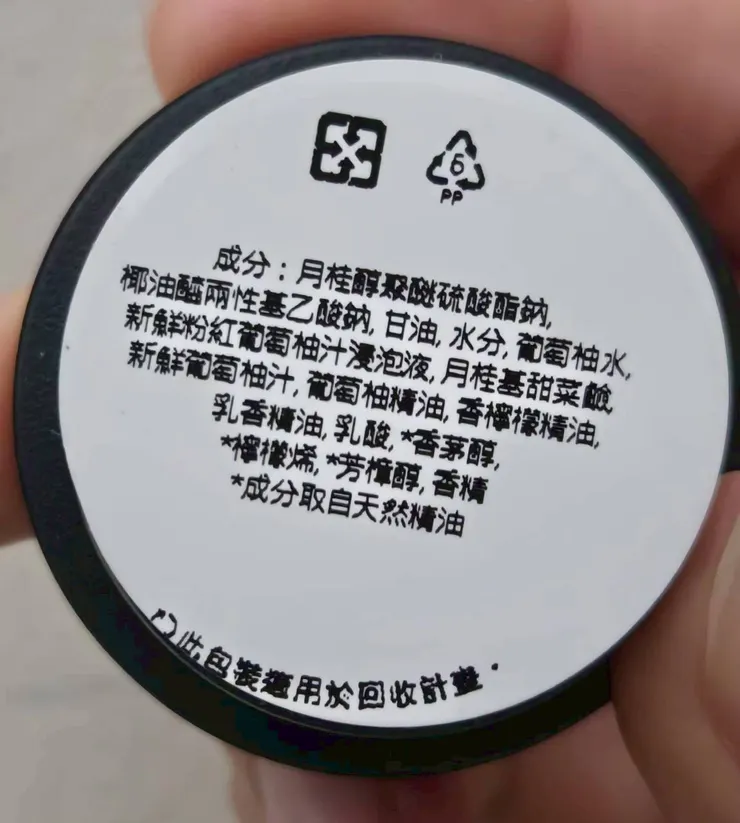 6
PP
成分：月桂醇聚醚硫酸酯鈉,
椰油醯兩性基乙酸鈉, 甘油, 水分, 葡萄柚水,
新鮮粉紅葡萄柚汁浸泡液, 月桂基甜菜鹼,
新鮮葡萄柚汁, 葡萄柚精油, 香檸檬精油,
乳香精油, 乳酸, *香茅醇,
*檸檬烯, *芳樟醇, 香精
*成分取自天然精油
此包裝適用於回收計畫。